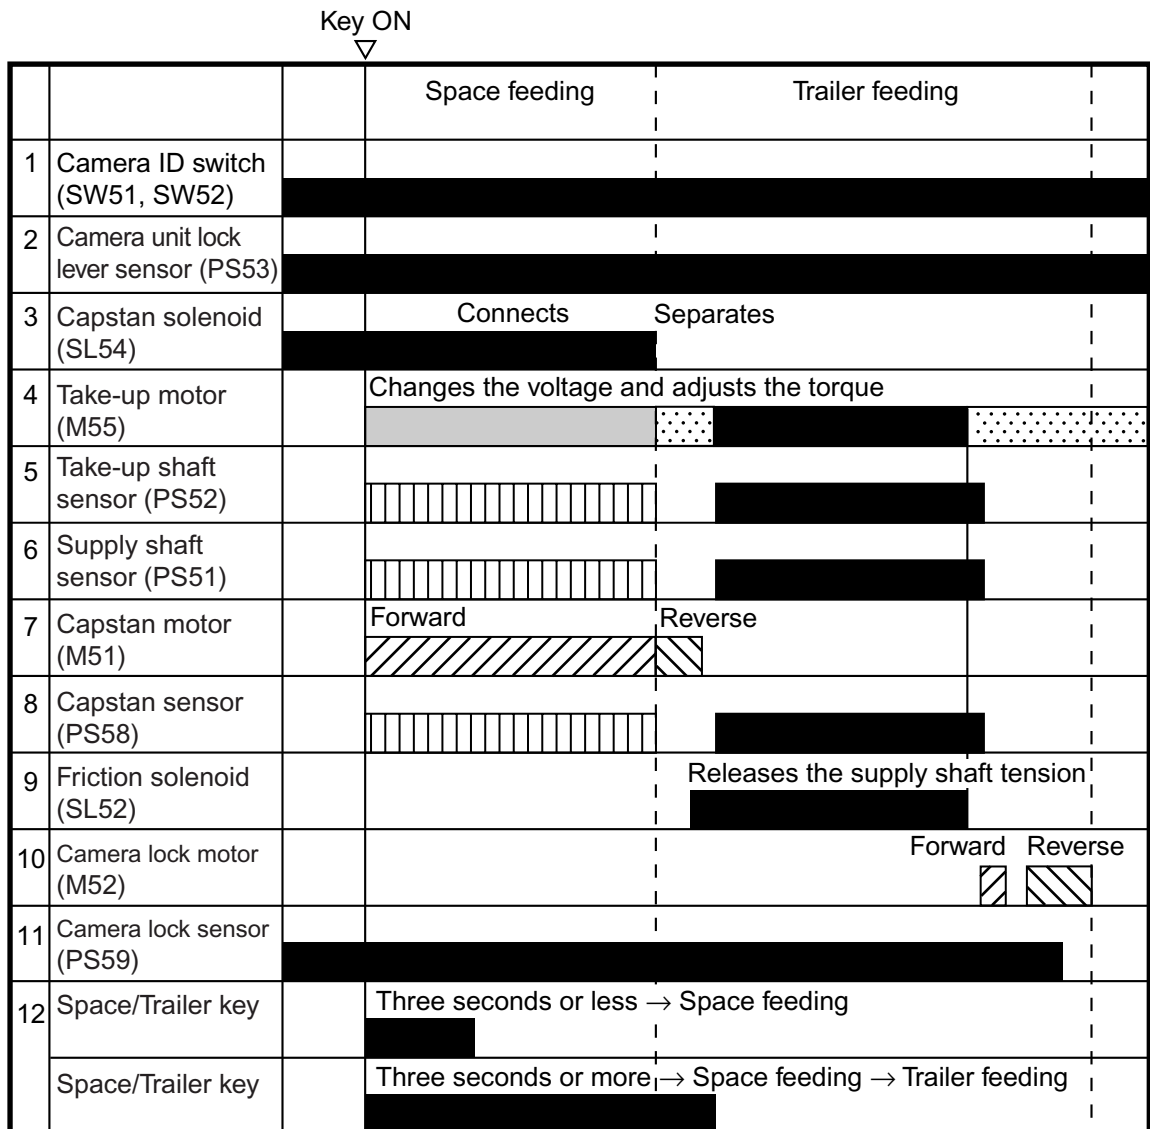 Key ON
Space feeding Trailer feeding
1 Camera ID switch
(SW51, SW52)
2 Camera unit lock
lever sensor (PS53)
3 Capstan solenoid
(SL54)
Connects Separates
4 Take-up motor
(M55)
Changes the voltage and adjusts the torque
5 Take-up shaft
sensor (PS52)
6 Supply shaft
sensor (PS51)
7 Capstan motor
(M51)
Forward Reverse
8 Capstan sensor
(PS58)
9 Friction solenoid
(SL52)
Releases the supply shaft tension
10 Camera lock motor
(M52)
Forward Reverse
11 Camera lock sensor
(PS59)
12 Space/Trailer key
Three seconds or less → Space feeding
Space/Trailer key
Three seconds or more → Space feeding → Trailer feeding